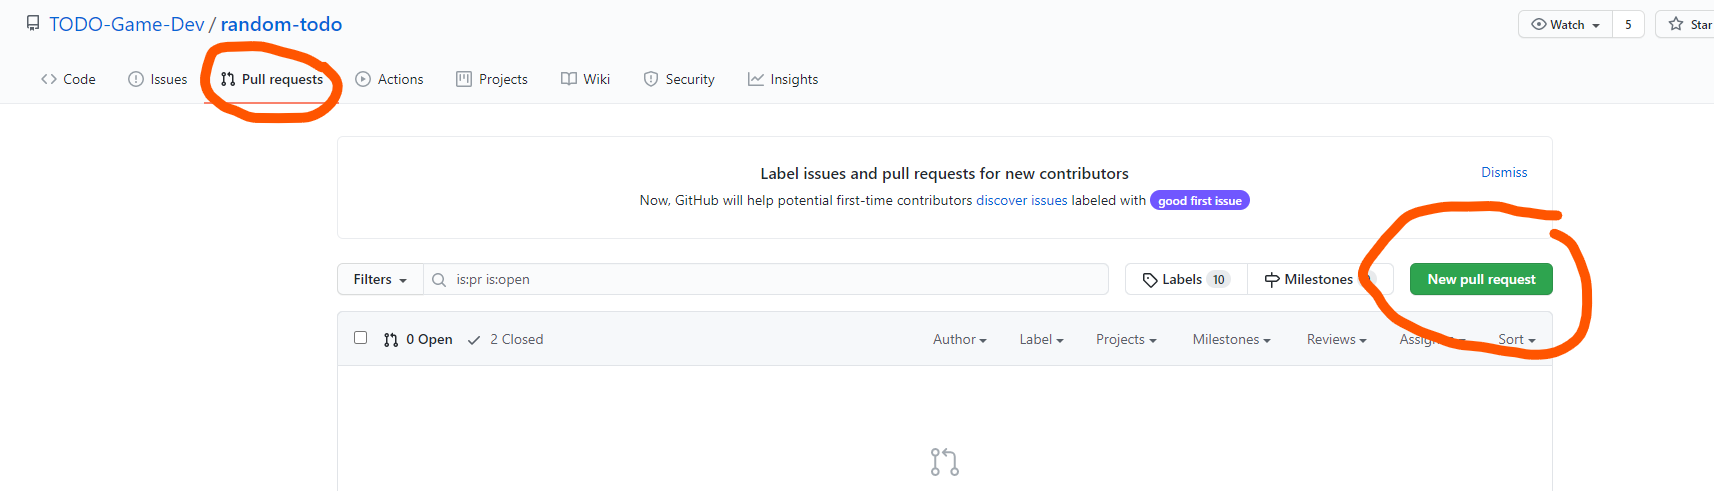 TODO-Game-Dev / random-todo
Watch 5 Star
Code Issues Pull requests Actions Projects Wiki Security Insights
Label issues and pull requests for new contributors
Dismiss
Now, GitHub will help potential first-time contributors discover issues labeled with good first issue
Filters is:pr is:open Labels 10 Milestones New pull request
0 Open 2 Closed Author Label Projects Milestones Reviews Sort